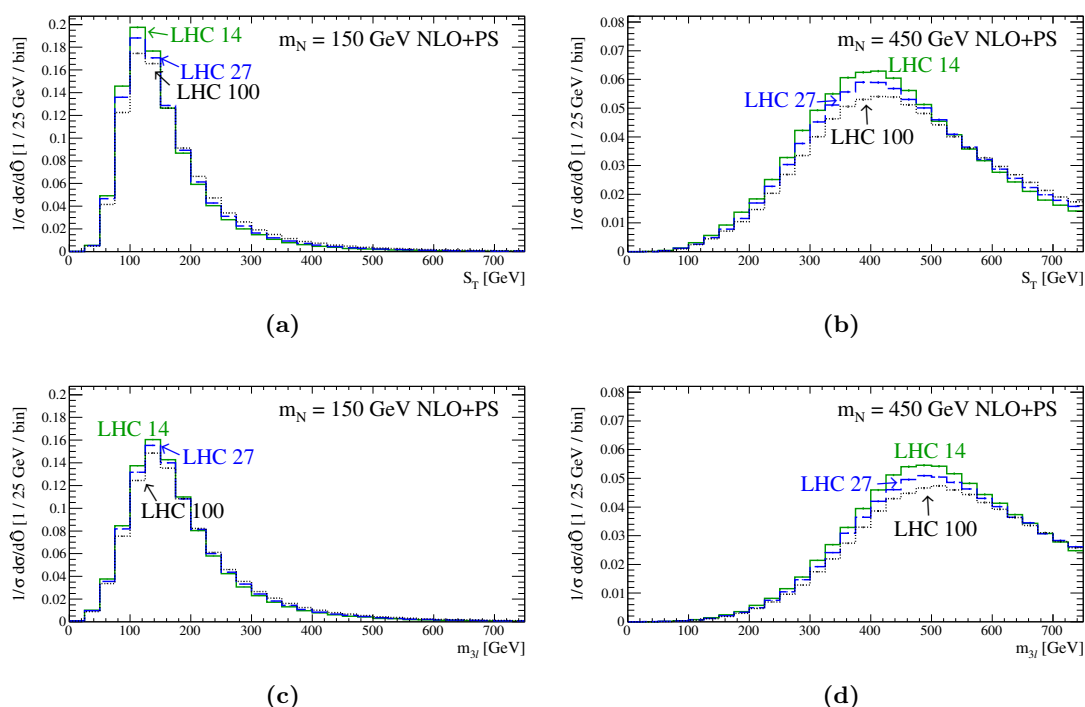 1/σ dσ/dÔ [1 / 25 GeV / bin]
0.2
0.18
0.16
0.14
0.12
0.1
0.08
0.06
0.04
0.02
0
LHC 14
LHC 27
LHC 100
m_N = 150 GeV NLO+PS
0 100 200 300 400 500 600 700
S_T [GeV]
(a)
1/σ dσ/dÔ [1 / 25 GeV / bin]
0.08
0.07
0.06
0.05
0.04
0.03
0.02
0.01
0
m_N = 450 GeV NLO+PS
LHC 14
LHC 27
LHC 100
0 100 200 300 400 500 600 700
S_T [GeV]
(b)
1/σ dσ/dÔ [1 / 25 GeV / bin]
0.2
0.18
0.16
0.14
0.12
0.1
0.08
0.06
0.04
0.02
0
m_N = 150 GeV NLO+PS
LHC 14
LHC 27
LHC 100
0 100 200 300 400 500 600 700
m_3l [GeV]
(c)
1/σ dσ/dÔ [1 / 25 GeV / bin]
0.08
0.07
0.06
0.05
0.04
0.03
0.02
0.01
0
m_N = 450 GeV NLO+PS
LHC 14
LHC 27
LHC 100
0 100 200 300 400 500 600 700
m_3l [GeV]
(d)